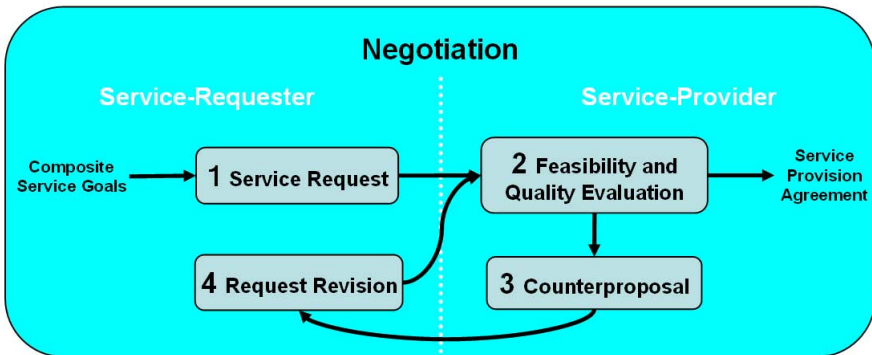 Negotiation
Service-Requester
Service-Provider
Composite
Service Goals
1 Service Request
2 Feasibility and
Quality Evaluation
Service
Provision
Agreement
4 Request Revision
3 Counterproposal